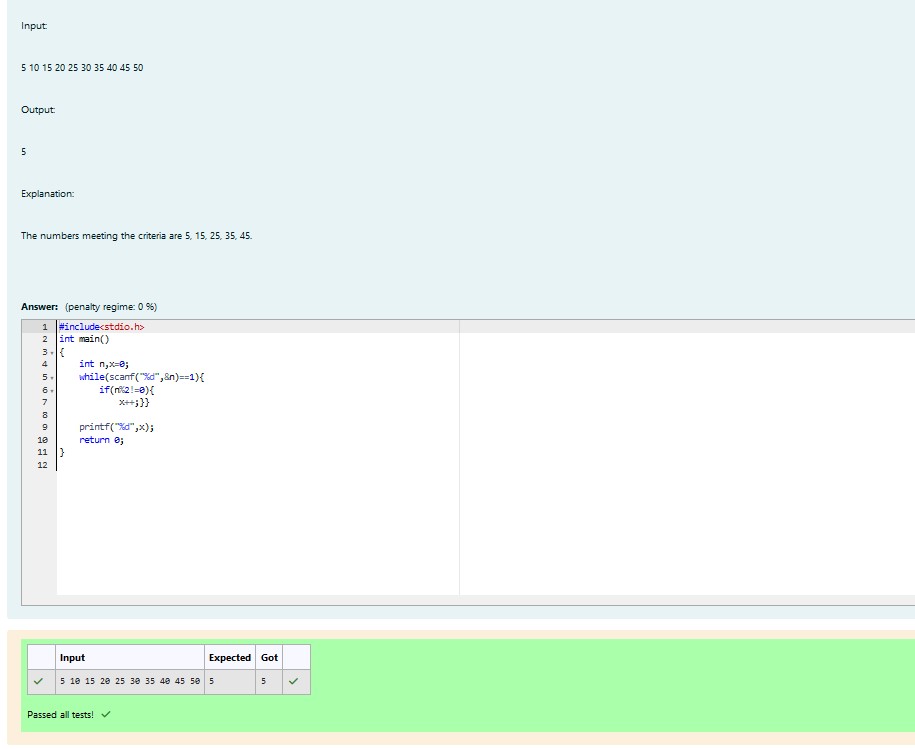 Input:
5 10 15 20 25 30 35 40 45 50
Output:
5
Explanation:
The numbers meeting the criteria are 5, 15, 25, 35, 45.
Answer: (penalty regime: 0 %)
1 #include<stdio.h>
2 int main()
3 {
4 int n,x=0;
5 while(scanf("%d",&n)==1){
6 if(n%2!=0){
7 x++;}}
8
9 printf("%d",x);
10 return 0;
11 }
12
Input Expected Got
5 10 15 20 25 30 35 40 45 50 5 5
Passed all tests!